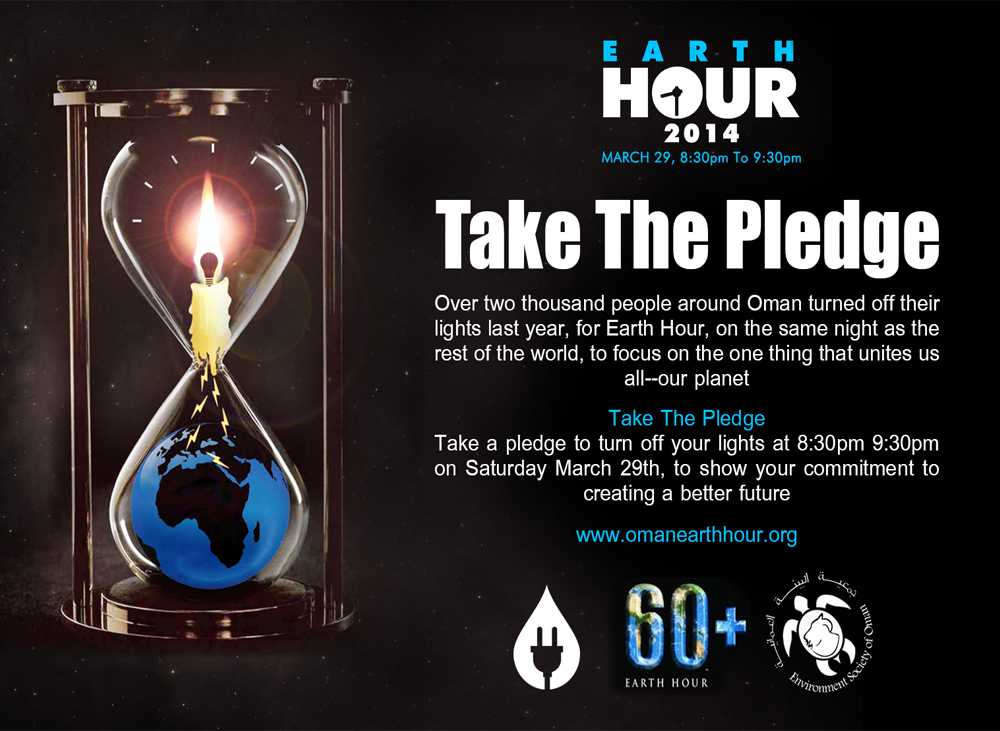 EARTH
HOUR
2014
MARCH 29, 8:30pm To 9:30pm
Take The Pledge
Over two thousand people around Oman turned off their
lights last year, for Earth Hour, on the same night as the
rest of the world, to focus on the one thing that unites us
all--our planet
Take The Pledge
Take a pledge to turn off your lights at 8:30pm 9:30pm
on Saturday March 29th, to show your commitment to
creating a better future
www.omanearthhour.org
60+
EARTH HOUR
جمعية البيئة العمانية
Environment Society of Oman